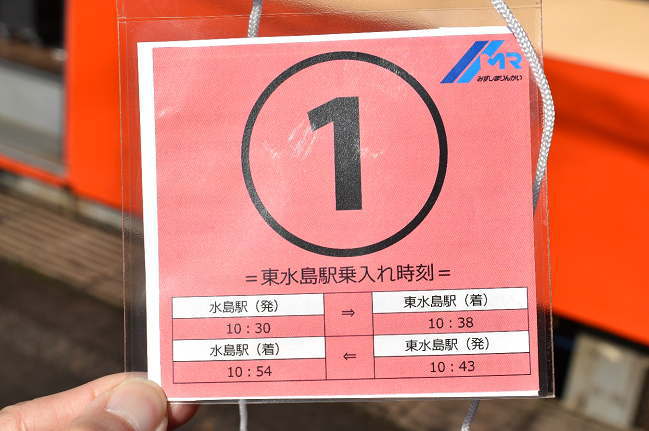 MR
みずしまりんかい
1
＝東水島駅乗入れ時刻＝
水島駅（発） ⇒ 東水島駅（着）
10：30 10：38
水島駅（着） ⇐ 東水島駅（発）
10：54 10：43